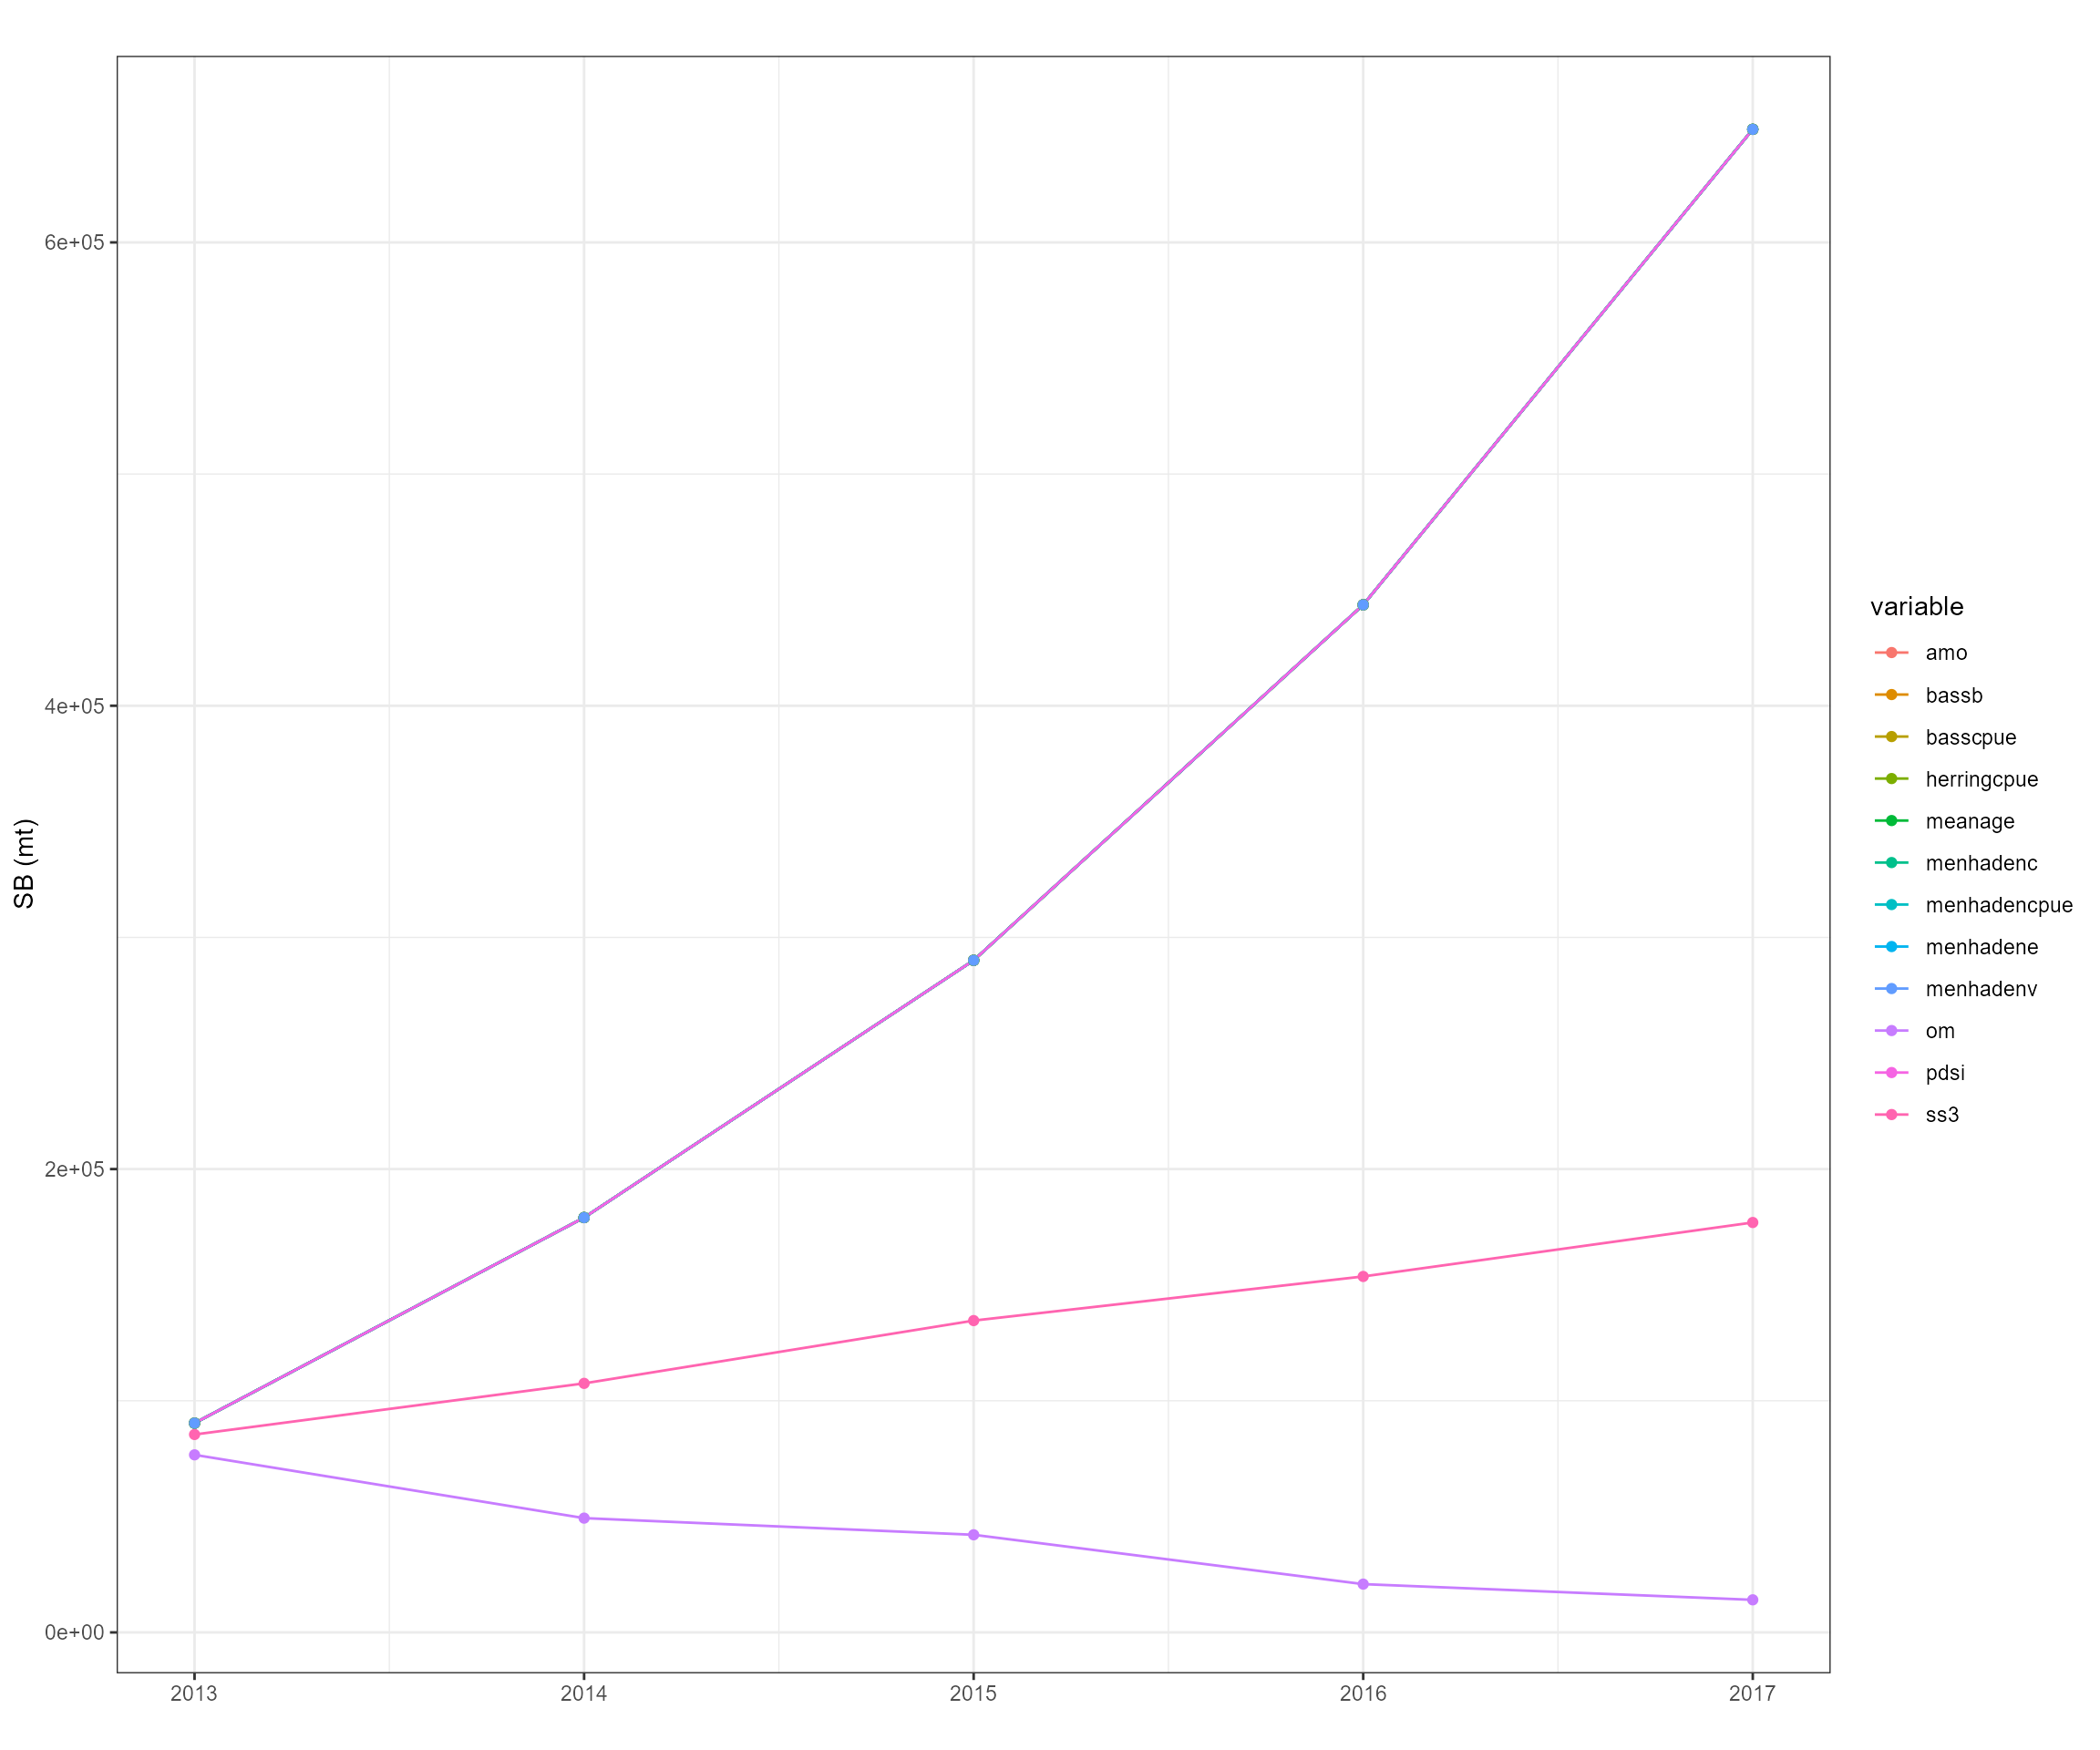 6e+05
4e+05
2e+05
0e+00
SB (mt)
2013
2014
2015
2016
2017
variable
amo
bassb
basscpue
herringcpue
meanage
menhadenc
menhadencpue
menhadene
menhadenv
om
pdsi
ss3